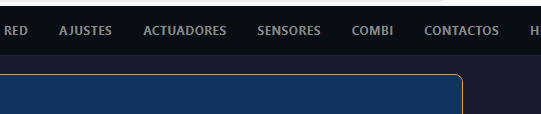 RED AJUSTES ACTUADORES SENSORES COMBI CONTACTOS H